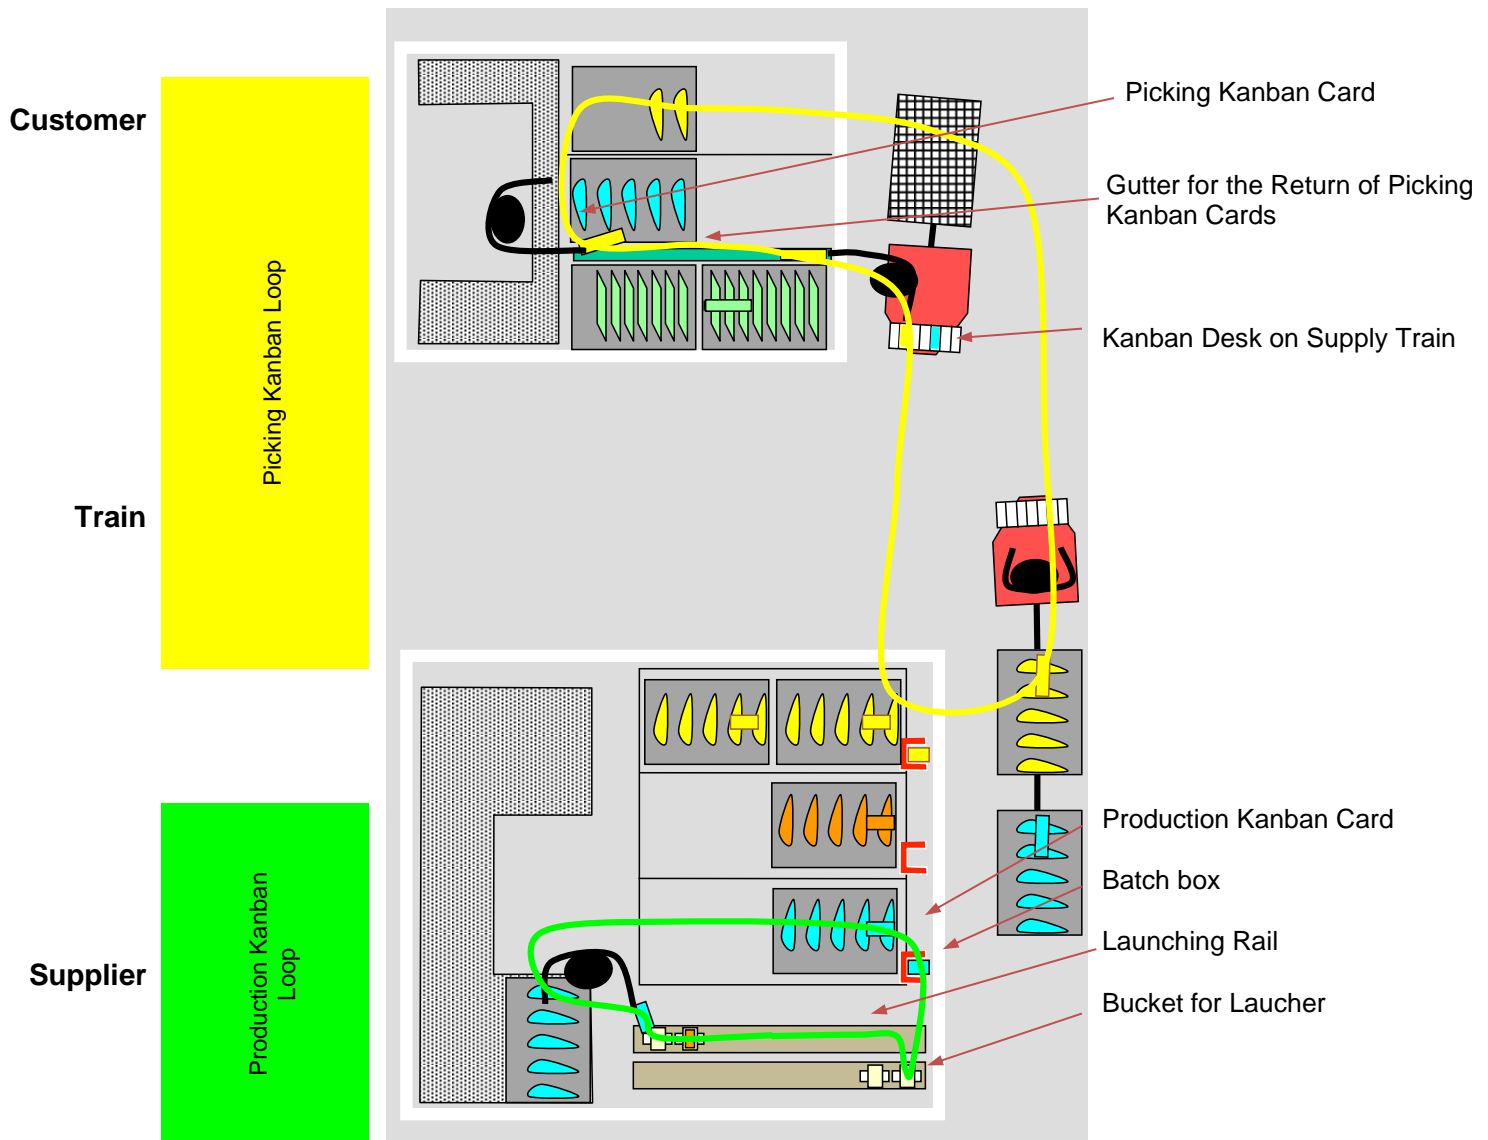 Customer
Picking Kanban Loop
Train
Production Kanban
Loop
Supplier
Picking Kanban Card
Gutter for the Return of Picking
Kanban Cards
Kanban Desk on Supply Train
Production Kanban Card
Batch box
Launching Rail
Bucket for Laucher